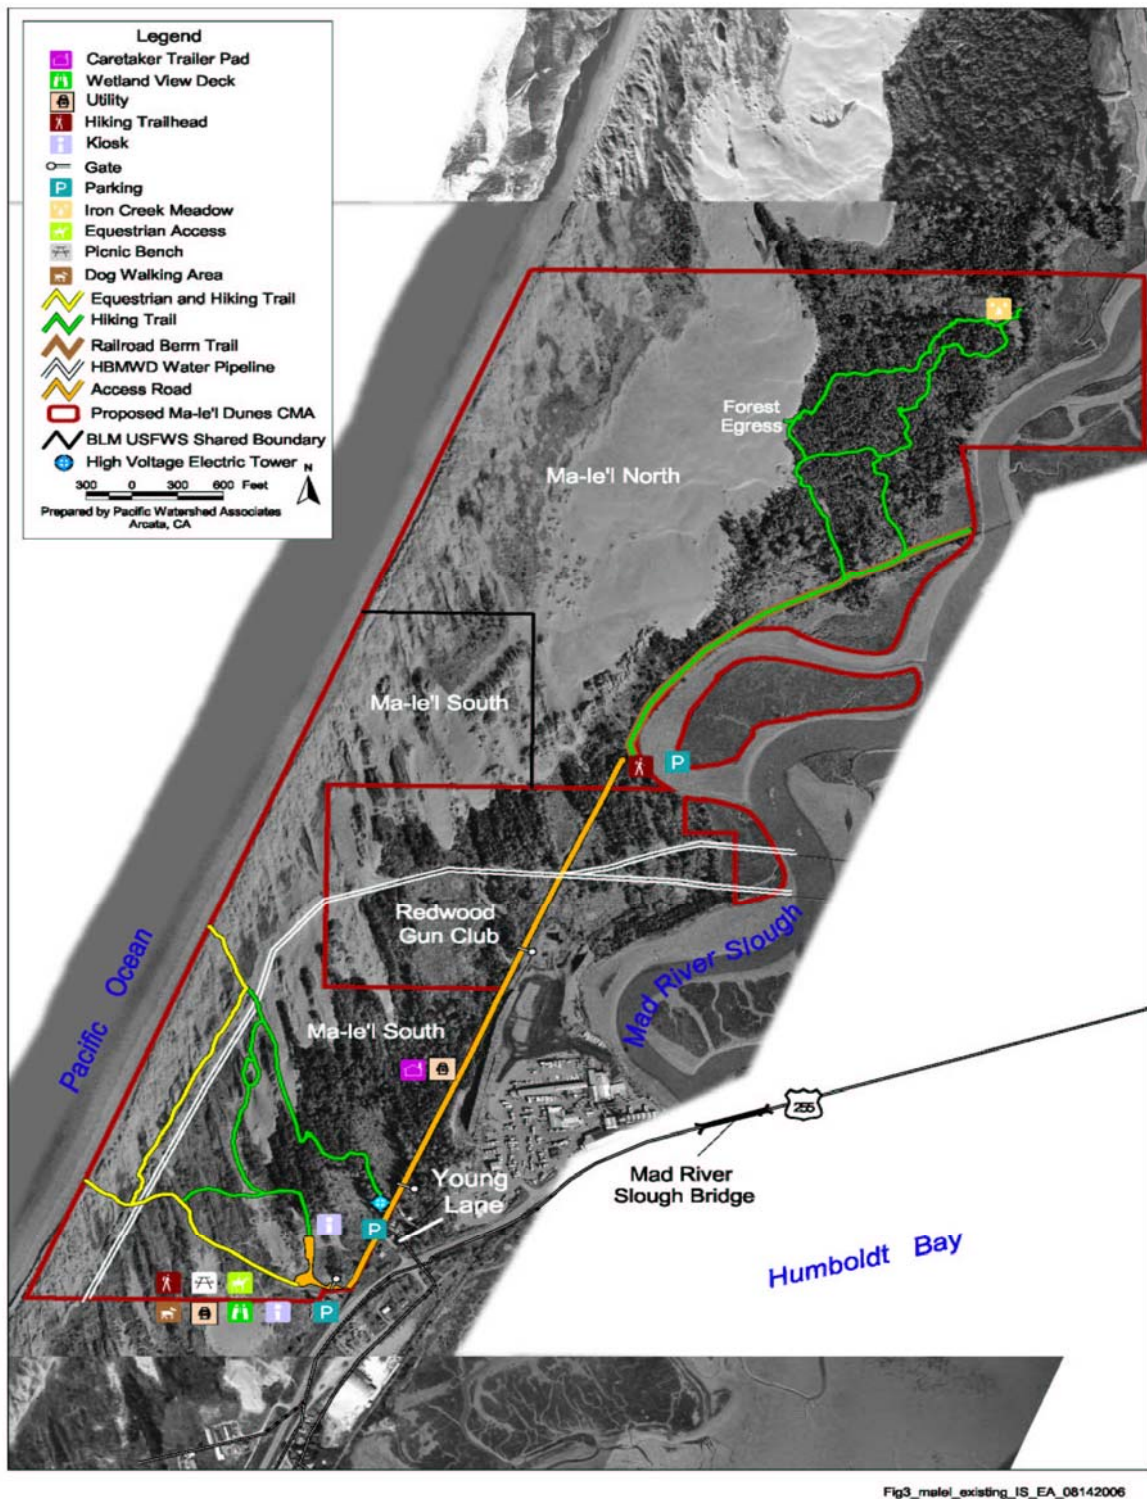 Legend
Caretaker Trailer Pad
Wetland View Deck
Utility
Hiking Trailhead
Kiosk
Gate
P Parking
Iron Creek Meadow
Equestrian Access
Picnic Bench
Dog Walking Area
Equestrian and Hiking Trail
Hiking Trail
Railroad Berm Trail
HBMWD Water Pipeline
Access Road
Proposed Ma-le'l Dunes CMA
BLM USFWS Shared Boundary
High Voltage Electric Tower
N
300 0 300 600 Feet
Prepared by Pacific Watershed Associates
Arcata, CA
Forest
Egress
Ma-le'l North
Ma-le'l South
P
Redwood
Gun Club
Mad River Slough
Pacific Ocean
Ma-le'l South
255
Mad River
Slough Bridge
Young
Lane
P
Humboldt Bay
P
Fig3_malel_existing_IS_EA_08142006